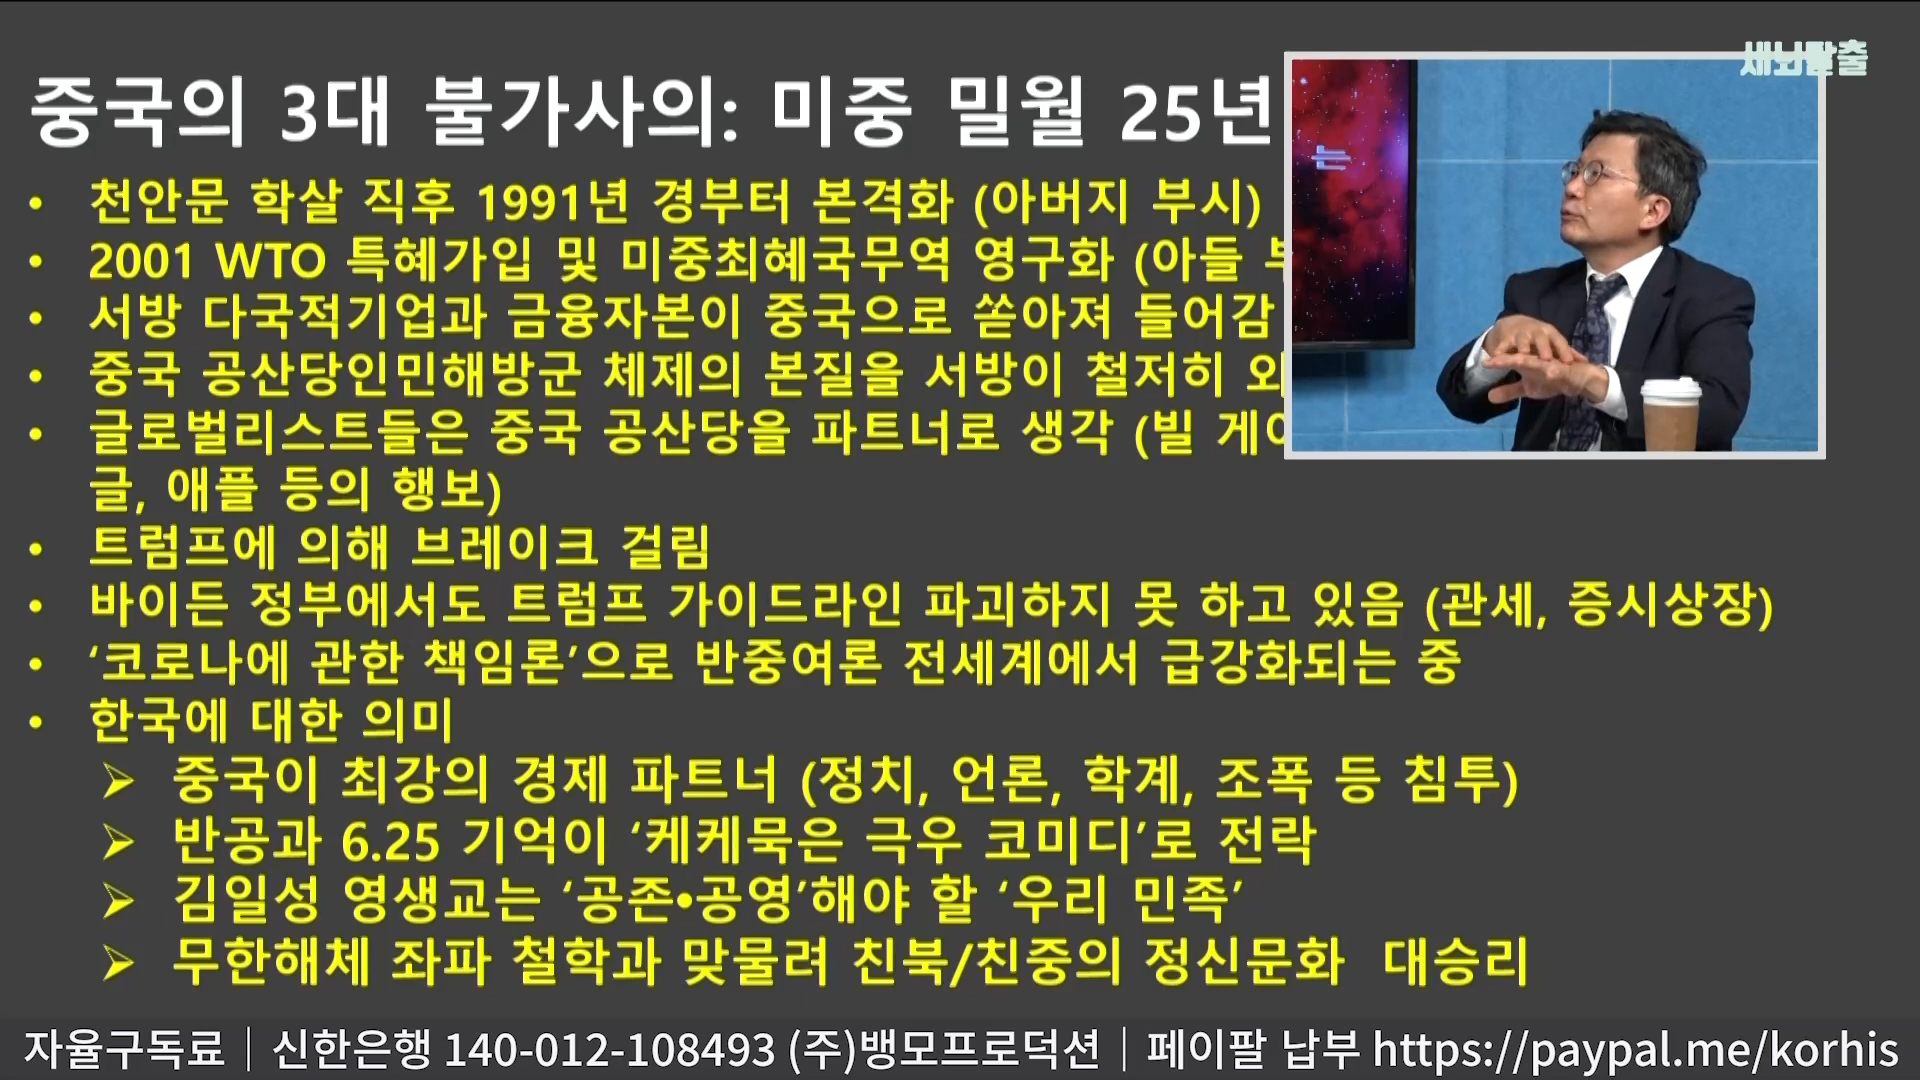 세뇌탈출
중국의 3대 불가사의: 미중 밀월 25년
는
• 천안문 학살 직후 1991년 경부터 본격화 (아버지 부시)
• 2001 WTO 특혜가입 및 미중최혜국무역 영구화 (아들
• 서방 다국적기업과 금융자본이 중국으로 쏟아져 들어감
• 중국 공산당인민해방군 체제의 본질을 서방이 철저히
• 글로벌리스트들은 중국 공산당을 파트너로 생각 (빌
글, 애플 등의 행보)
• 트럼프에 의해 브레이크 걸림
• 바이든 정부에서도 트럼프 가이드라인 파괴하지 못 하고 있음 (관세, 증시상장)
• ‘코로나에 관한 책임론’으로 반중여론 전세계에서 급강화되는 중
• 한국에 대한 의미
➢ 중국이 최강의 경제 파트너 (정치, 언론, 학계, 조폭 등 침투)
➢ 반공과 6.25 기억이 ‘케케묵은 극우 코미디’로 전락
➢ 김일성 영생교는 ‘공존•공영’해야 할 ‘우리 민족’
➢ 무한해체 좌파 철학과 맞물려 친북/친중의 정신문화 대승리
자율구독료｜신한은행 140-012-108493 (주)뱅모프로덕션｜페이팔 납부 https://paypal.me/korhis